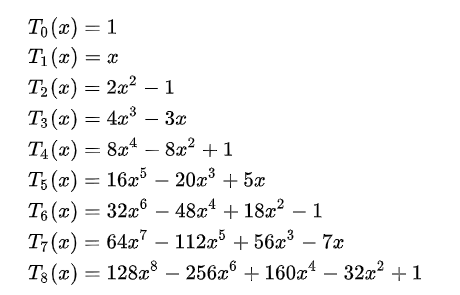 T₀(x) = 1
T₁(x) = x
T₂(x) = 2x² − 1
T₃(x) = 4x³ − 3x
T₄(x) = 8x⁴ − 8x² + 1
T₅(x) = 16x⁵ − 20x³ + 5x
T₆(x) = 32x⁶ − 48x⁴ + 18x² − 1
T₇(x) = 64x⁷ − 112x⁵ + 56x³ − 7x
T₈(x) = 128x⁸ − 256x⁶ + 160x⁴ − 32x² + 1